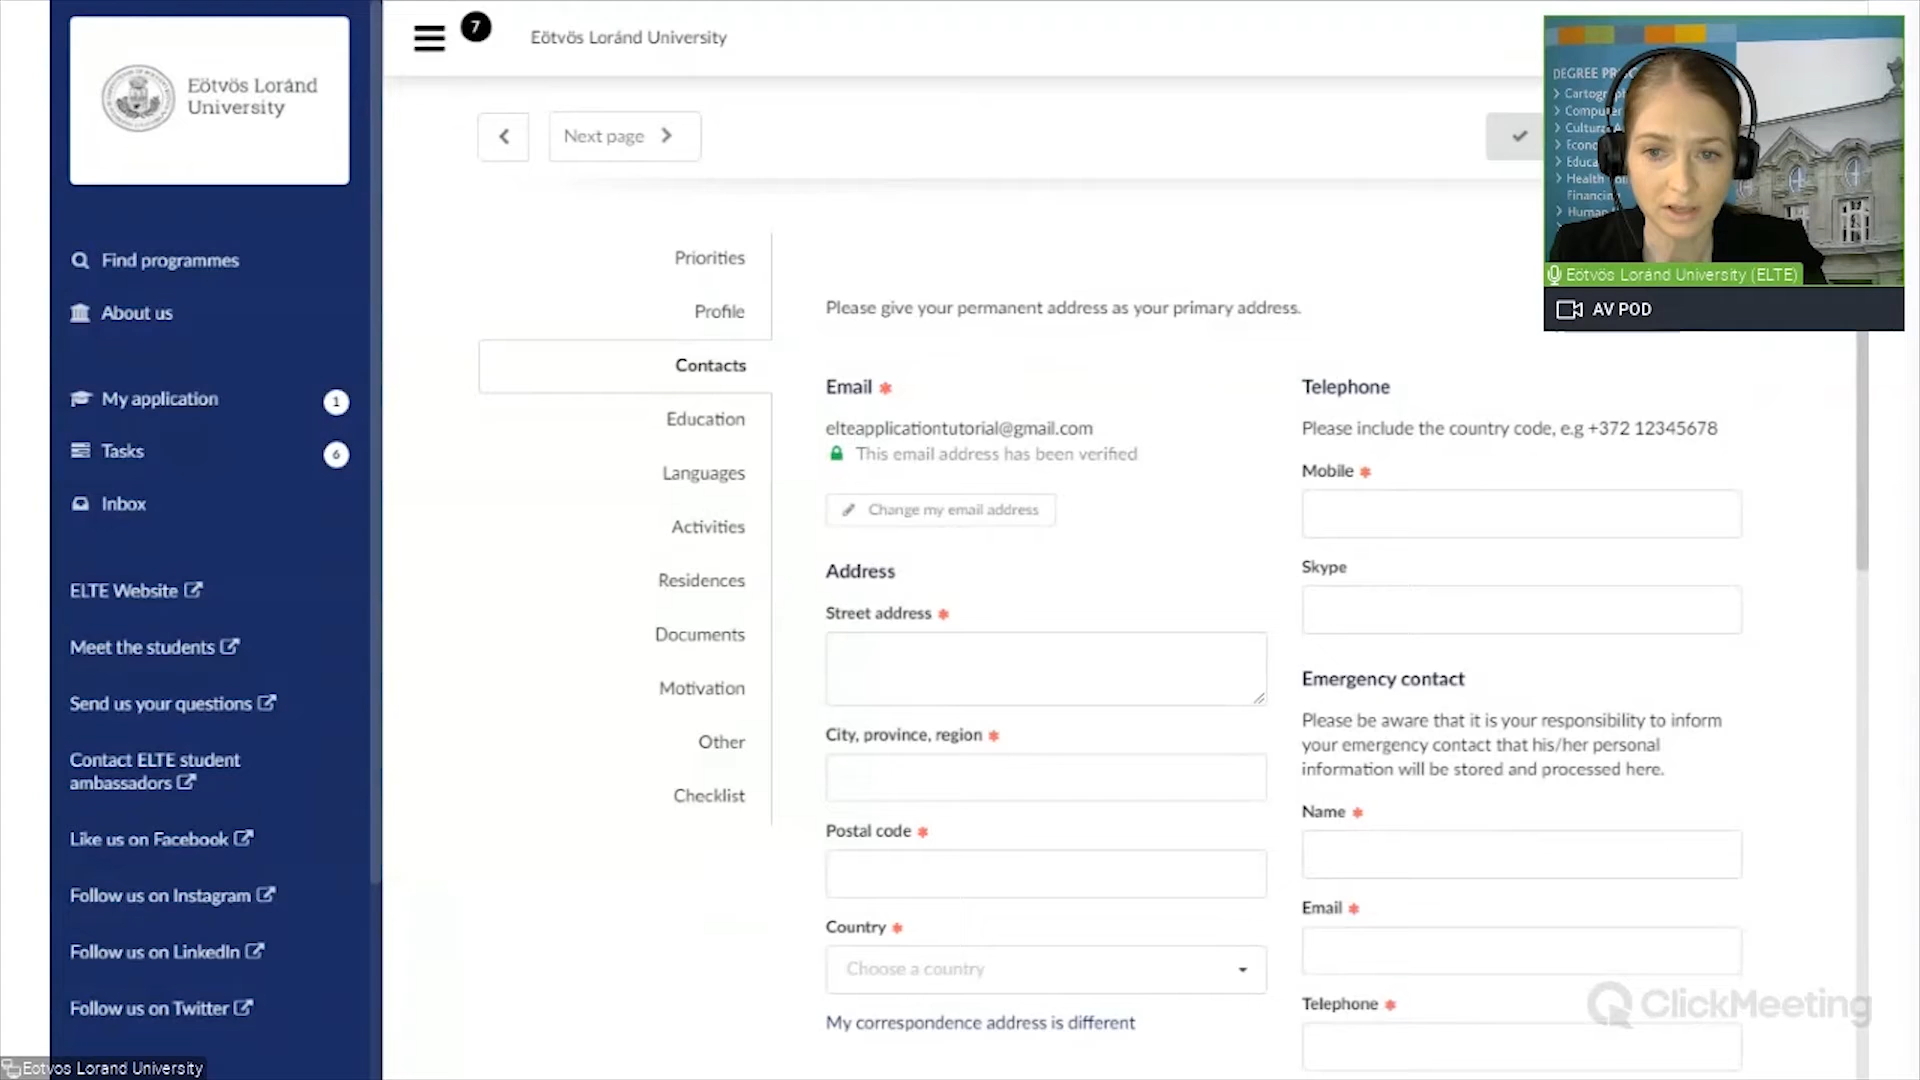 Eötvös Loránd
University
Find programmes
About us
My application
1
Tasks
6
Inbox
ELTE Website
Meet the students
Send us your questions
Contact ELTE student
ambassadors
Like us on Facebook
Follow us on Instagram
Follow us on LinkedIn
Follow us on Twitter
Eotvos Lorand University
7
Eötvös Loránd University
Next page
Priorities
Profile
Contacts
Education
Languages
Activities
Residences
Documents
Motivation
Other
Checklist
Please give your permanent address as your primary address.
Email *
elteapplicationtutorial@gmail.com
This email address has been verified
Change my email address
Address
Street address *
City, province, region *
Postal code *
Country *
Choose a country
My correspondence address is different
Telephone
Please include the country code, e.g +372 12345678
Mobile *
Skype
Emergency contact
Please be aware that it is your responsibility to inform
your emergency contact that his/her personal
information will be stored and processed here.
Name *
Email *
Telephone *
ClickMeeting
DEGREE
Health
Financin
Eötvös Loránd University (ELTE)
AV POD